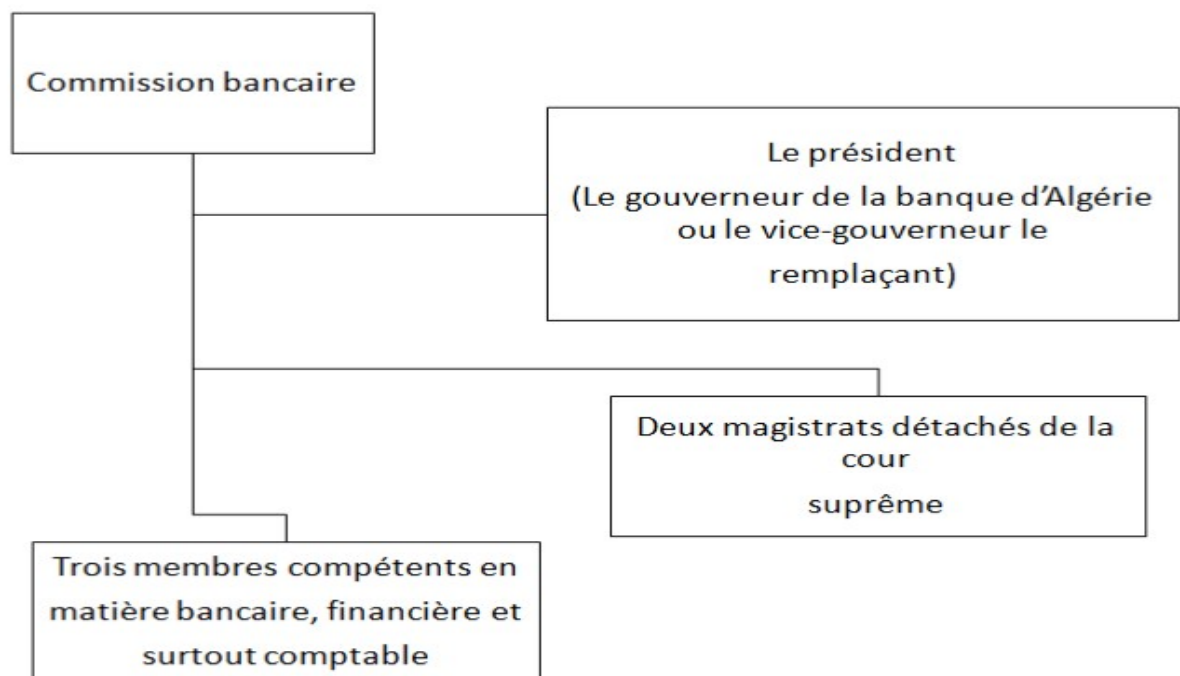 Commission bancaire
Le président
(Le gouverneur de la banque d’Algérie
ou le vice-gouverneur le
remplaçant)
Deux magistrats détachés de la
cour
suprême
Trois membres compétents en
matière bancaire, financière et
surtout comptable